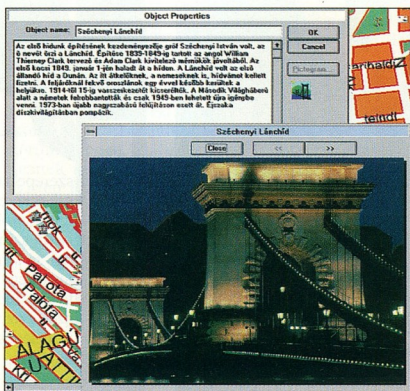 Object Properties
Object name: Széchenyi Lánchíd
OK
Cancel
Pictogram...
Az első hidunk építésének kezdeményezője gróf Széchenyi István volt, az
ő nevét őrzi a Lánchíd. Építése 1839-1849-ig tartott az angol William
Thierney Clark tervező és Adam Clark kivitelező mérnökök jóvoltából. Az
első kocsi 1849. január 1-jén haladt át a hídon. A Lánchíd volt az első
állandó híd a Dunán. Az itt átkelőknek, a nemeseknek is, hídvámot kellett
fizetni. A feljáróknál fekvő oroszlánok egy évvel később kerültek a
helyükre. 1914-től 15-ig vasszerkezetét kicserélték. A Második Világháború
alatt a németek felrobbantották és csak 1949-ben lehetett újra igénybe
venni. 1973-ban újabb nagyszabású felújításon esett át. Éjszaka
díszkivilágításban pompázik.
Széchenyi Lánchíd
Close
<<
>>
Palota
Pálya
ALAGÚ